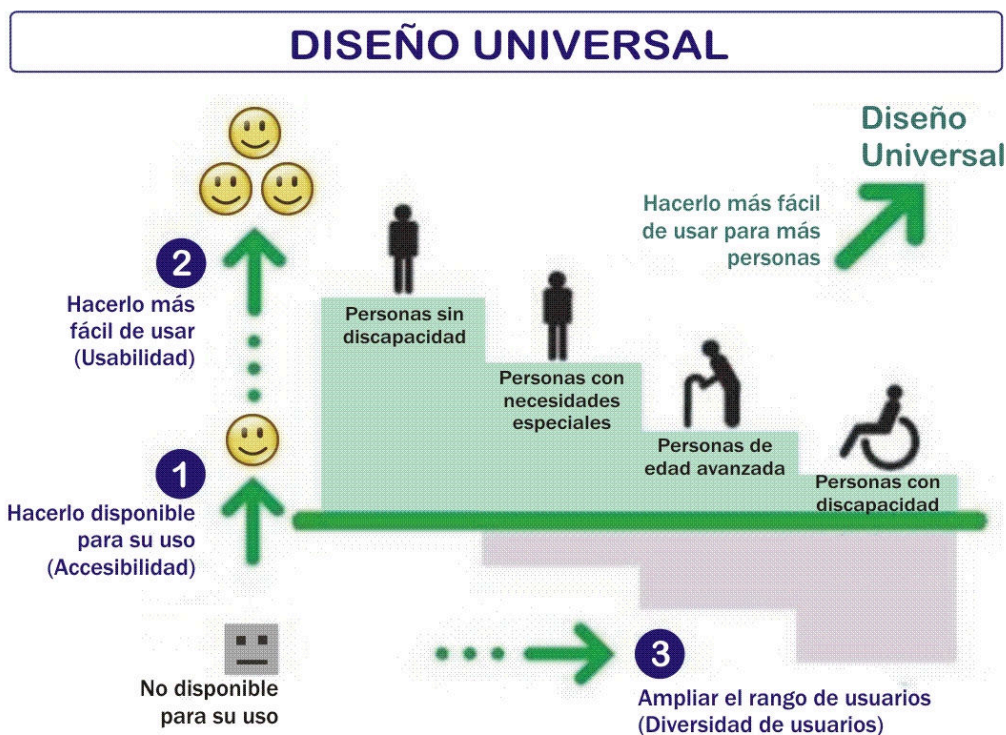 DISEÑO UNIVERSAL
Diseño
Universal
Hacerlo más fácil
de usar para más
personas
2
Hacerlo más
fácil de usar
(Usabilidad)
Personas sin
discapacidad
Personas con
necesidades
especiales
Personas de
edad avanzada
Personas con
discapacidad
1
Hacerlo disponible
para su uso
(Accesibilidad)
No disponible
para su uso
3
Ampliar el rango de usuarios
(Diversidad de usuarios)